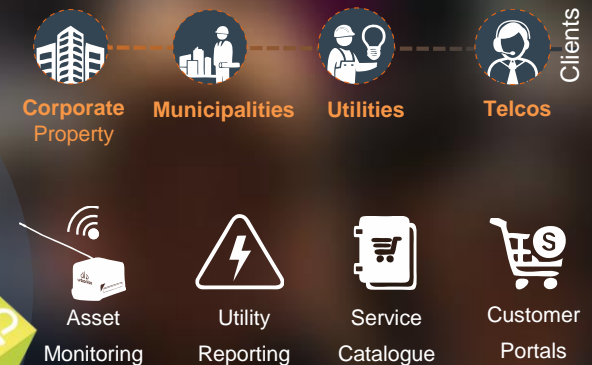 Clients
Corporate
Property
Municipalities
Utilities
Telcos
S
Asset
Monitoring
Utility
Reporting
Service
Catalogue
Customer
Portals